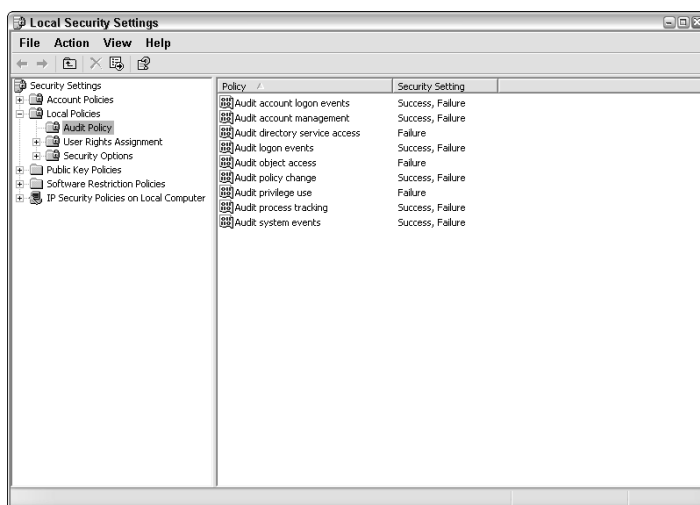 Local Security Settings
File Action View Help
Security Settings
Account Policies
Local Policies
Audit Policy
User Rights Assignment
Security Options
Public Key Policies
Software Restriction Policies
IP Security Policies on Local Computer
Policy Security Setting
Audit account logon events Success, Failure
Audit account management Success, Failure
Audit directory service access Failure
Audit logon events Success, Failure
Audit object access Failure
Audit policy change Success, Failure
Audit privilege use Failure
Audit process tracking Success, Failure
Audit system events Success, Failure